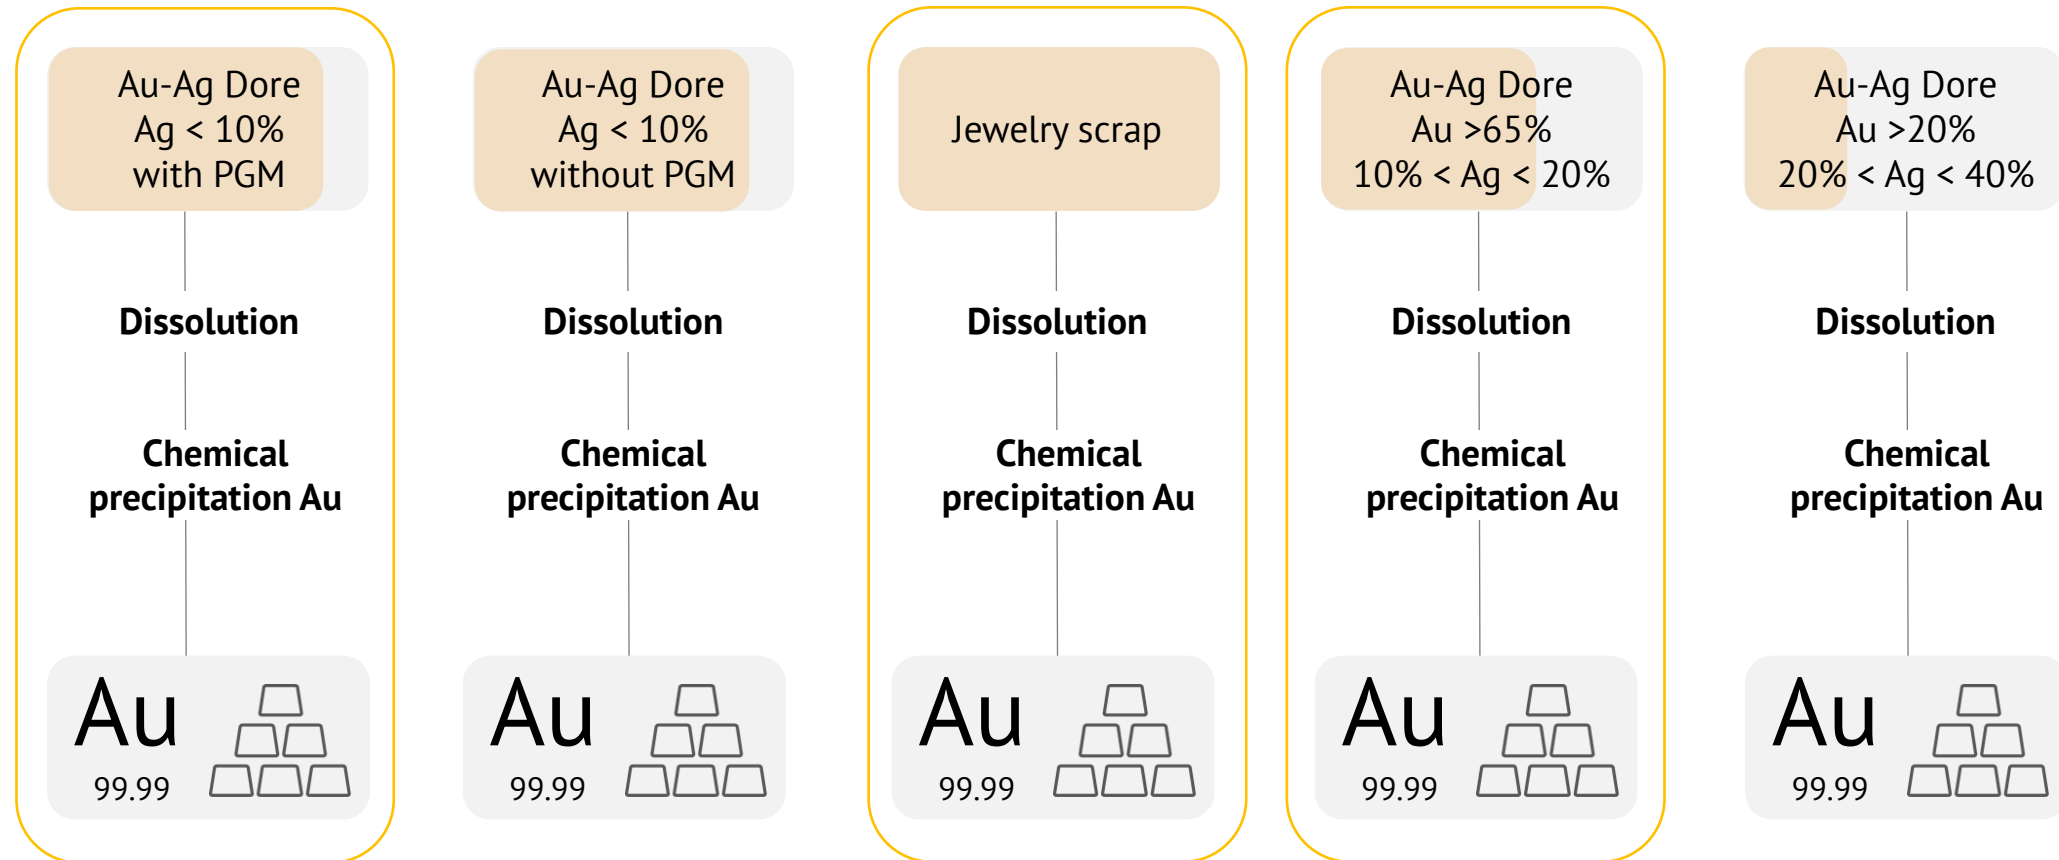 Au-Ag Dore
Ag < 10%
with PGM
Dissolution
Chemical
precipitation Au
Au
99.99
Au-Ag Dore
Ag < 10%
without PGM
Dissolution
Chemical
precipitation Au
Au
99.99
Jewelry scrap
Dissolution
Chemical
precipitation Au
Au
99.99
Au-Ag Dore
Au >65%
10% < Ag < 20%
Dissolution
Chemical
precipitation Au
Au
99.99
Au-Ag Dore
Au >20%
20% < Ag < 40%
Dissolution
Chemical
precipitation Au
Au
99.99